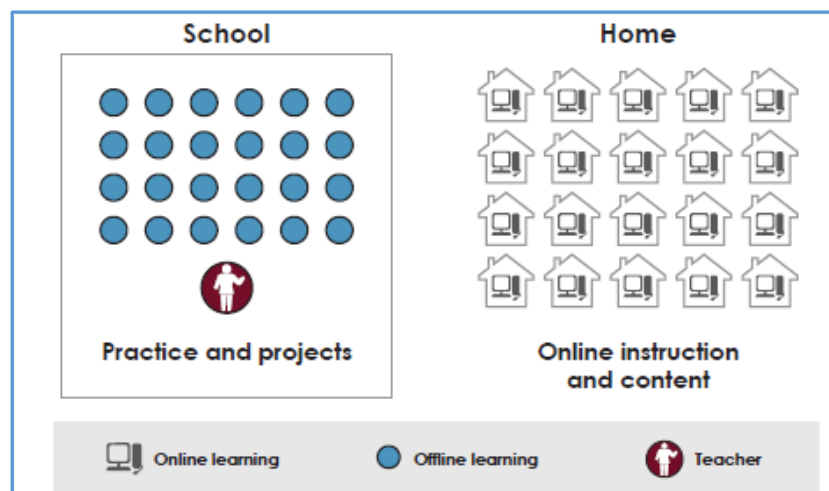 School
Home
Practice and projects
Online instruction
and content
Online learning
Offline learning
Teacher